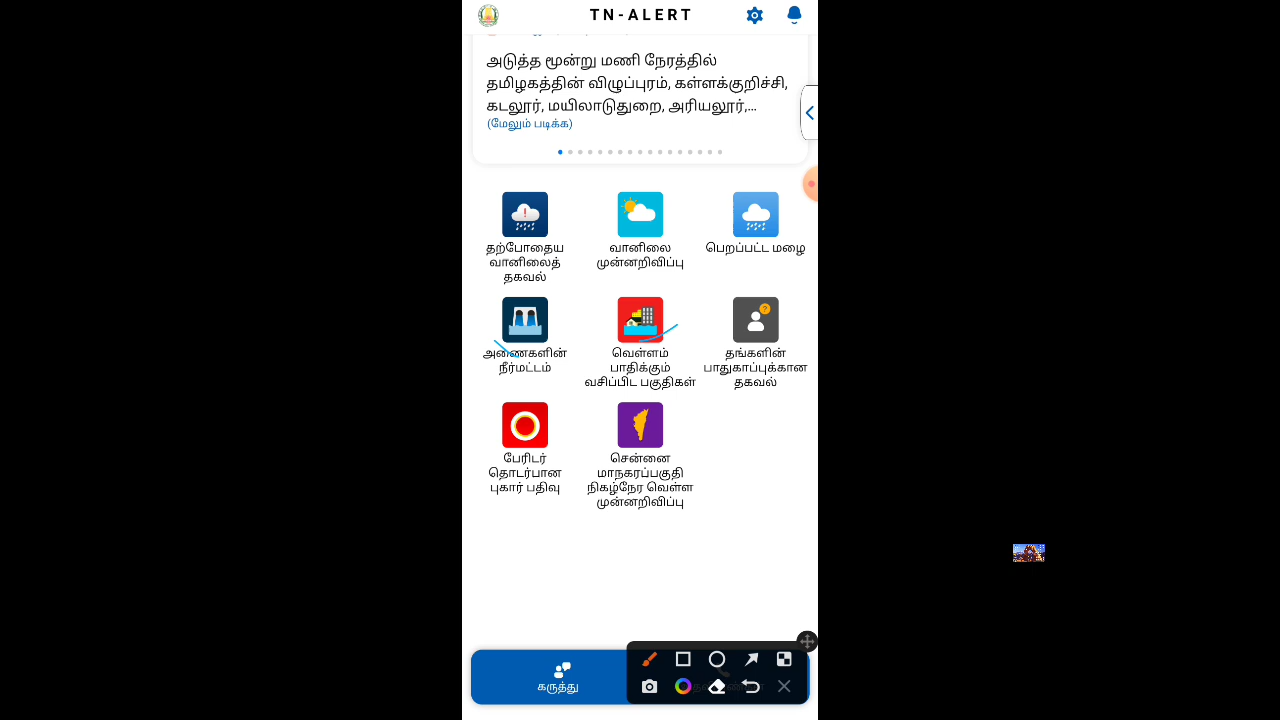 TN-ALERT
அடுத்த மூன்று மணி நேரத்தில்
தமிழகத்தின் விழுப்புரம், கள்ளக்குறிச்சி,
கடலூர், மயிலாடுதுறை, அரியலூர்,...
(மேலும் படிக்க)
தற்போதைய
வானிலைத்
தகவல்
வானிலை
முன்னறிவிப்பு
பெறப்பட்ட மழை
அணைகளின்
நீர்மட்டம்
வெள்ளம்
பாதிக்கும்
வசிப்பிட பகுதிகள்
தங்களின்
பாதுகாப்புக்கான
தகவல்
பேரிடர்
தொடர்பான
புகார் பதிவு
சென்னை
மாநகரப்பகுதி
நிகழ்நேர வெள்ள
முன்னறிவிப்பு
கருத்து